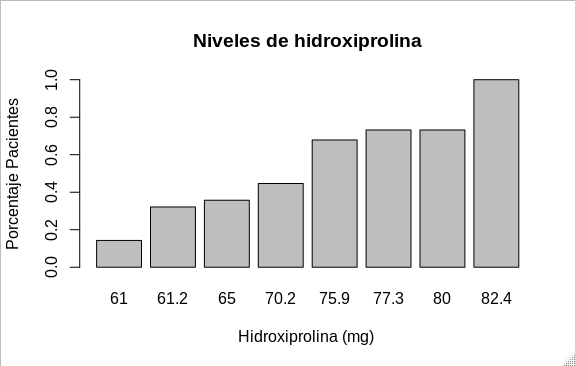 Niveles de hidroxiprolina
Porcentaje Pacientes
1.0
0.8
0.6
0.4
0.2
0.0
61 61.2 65 70.2 75.9 77.3 80 82.4
Hidroxiprolina (mg)